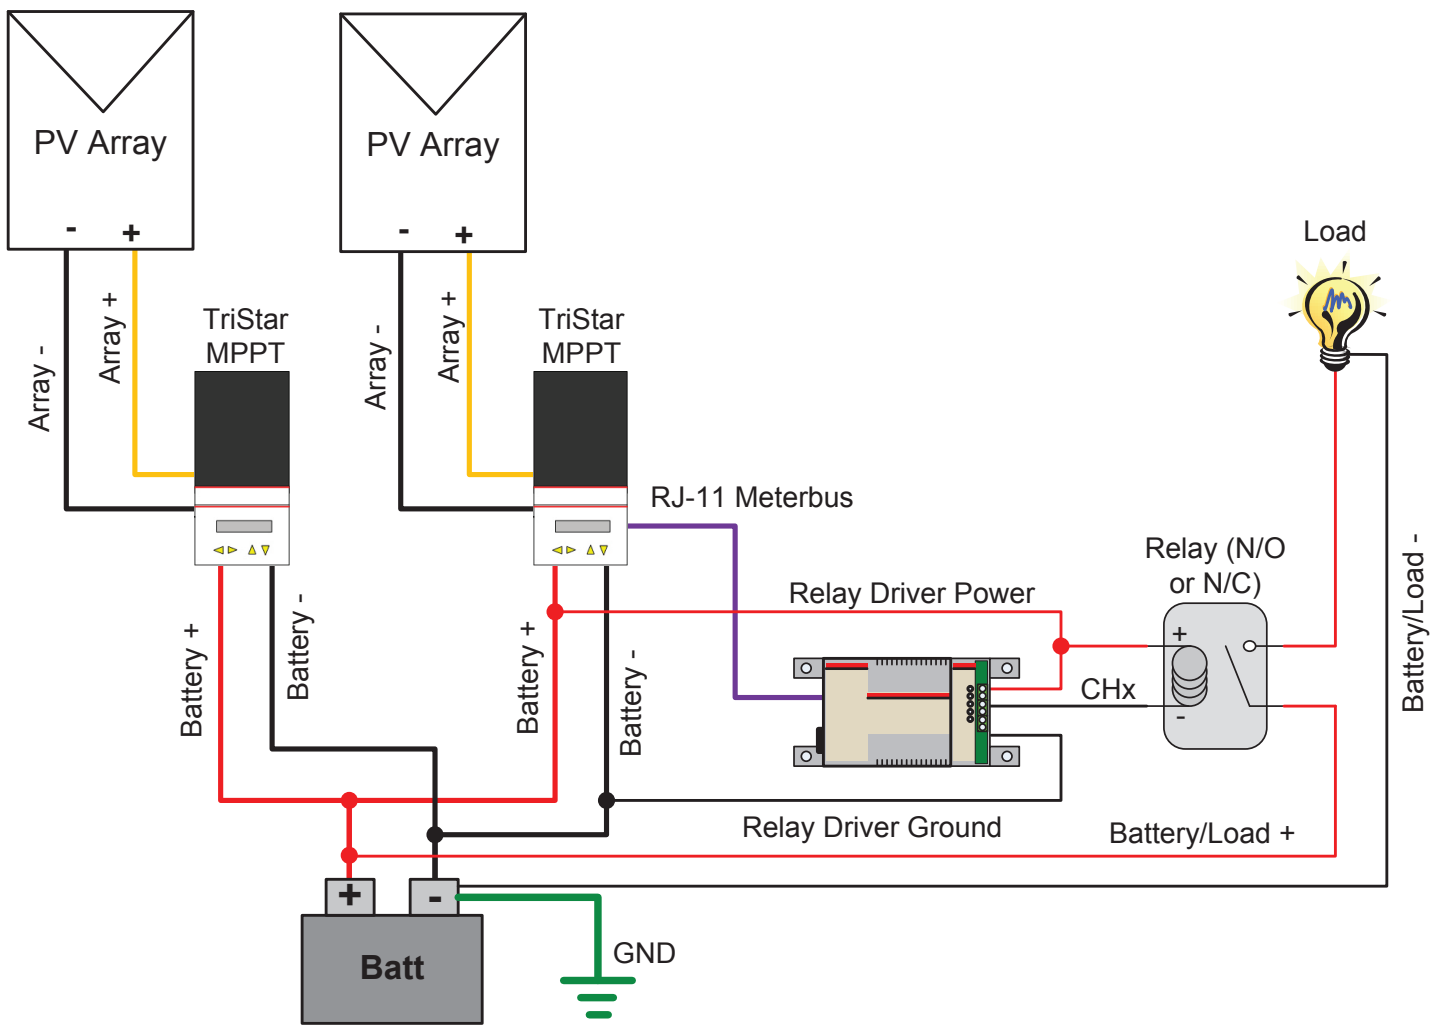 PV Array
- +
PV Array
- +
Array -
Array +
TriStar
MPPT
Array -
Array +
TriStar
MPPT
Load
RJ-11 Meterbus
Relay (N/O
or N/C)
Relay Driver Power
Battery +
Battery -
Battery +
Battery -
CHx
+
-
Battery/Load -
Relay Driver Ground
Battery/Load +
+ -
Batt
GND